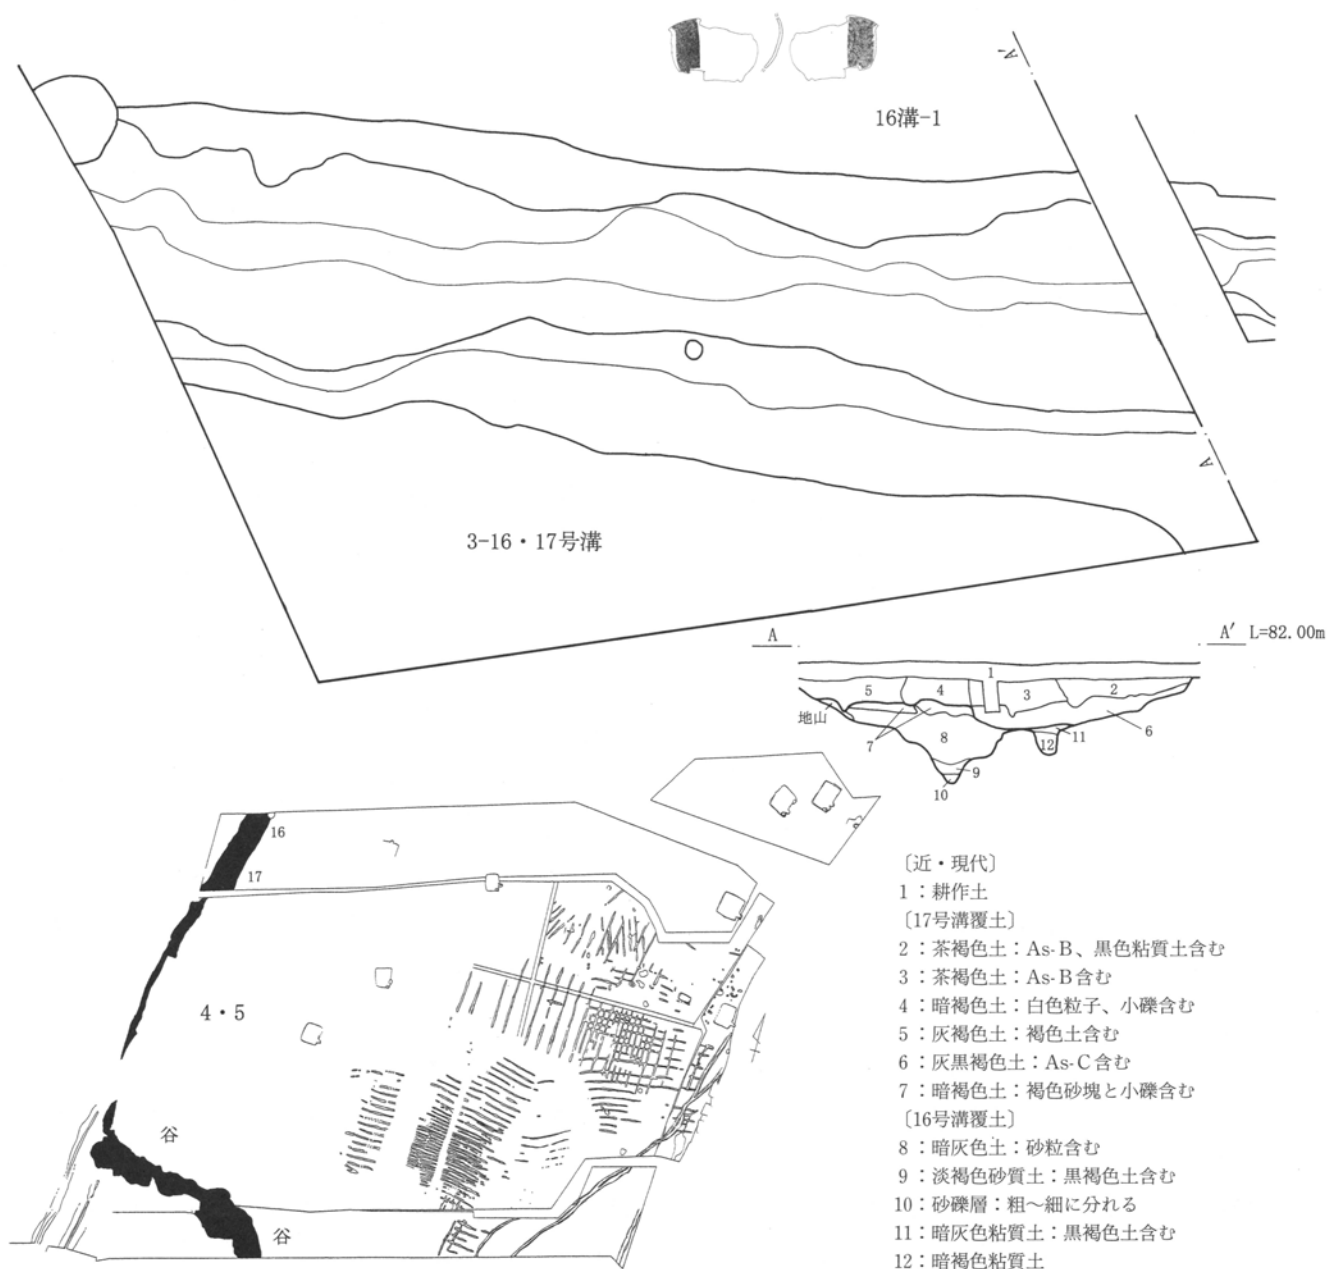 16溝-1
A′
A
3-16・17号溝
A
A′ L=82.00m
1
5
4
3
2
地山
7
8
12
11
6
9
10
16
17
4・5
谷
谷
〔近・現代〕
1：耕作土
〔17号溝覆土〕
2：茶褐色土：As-B、黒色粘質土含む
3：茶褐色土：As-B含む
4：暗褐色土：白色粒子、小礫含む
5：灰褐色土：褐色土含む
6：灰黒褐色土：As-C含む
7：暗褐色土：褐色砂塊と小礫含む
〔16号溝覆土〕
8：暗灰色土：砂粒含む
9：淡褐色砂質土：黒褐色土含む
10：砂礫層：粗～細に分れる
11：暗灰色粘質土：黒褐色土含む
12：暗褐色粘質土